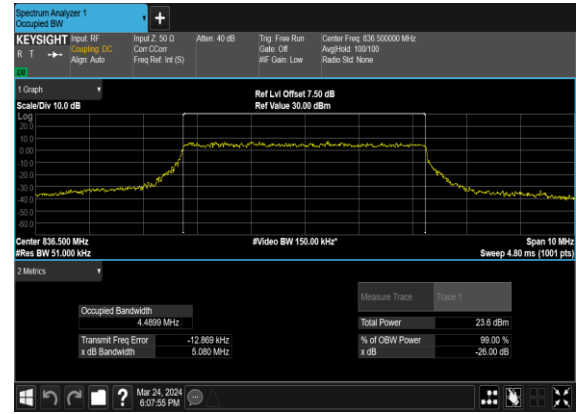 Spectrum Analyzer 1
Occupied BW
+
KEYSIGHT Input: RF Input Z: 50 Ω Atten: 40 dB Trig: Free Run Center Freq: 836.500000 MHz
R T Coupling: DC Corr CCorr Gate: Off Avg|Hold: 100/100
Align: Auto Freq Ref: Int (S) #IF Gain: Low Radio Std: None
LXI
1 Graph
Ref Lvl Offset 7.50 dB
Scale/Div 10.0 dB Ref Value 30.00 dBm
Log
20.0
10.0
0.00
-10.0
-20.0
-30.0
-40.0
-50.0
-60.0
Center 836.500 MHz #Video BW 150.00 kHz* Span 10 MHz
#Res BW 51.000 kHz Sweep 4.80 ms (1001 pts)
2 Metrics
Measure Trace Trace 1
Occupied Bandwidth
4.4899 MHz Total Power 23.6 dBm
Transmit Freq Error -12.869 kHz % of OBW Power 99.00 %
x dB Bandwidth 5.080 MHz x dB -26.00 dB
? Mar 24, 2024
6:07:55 PM